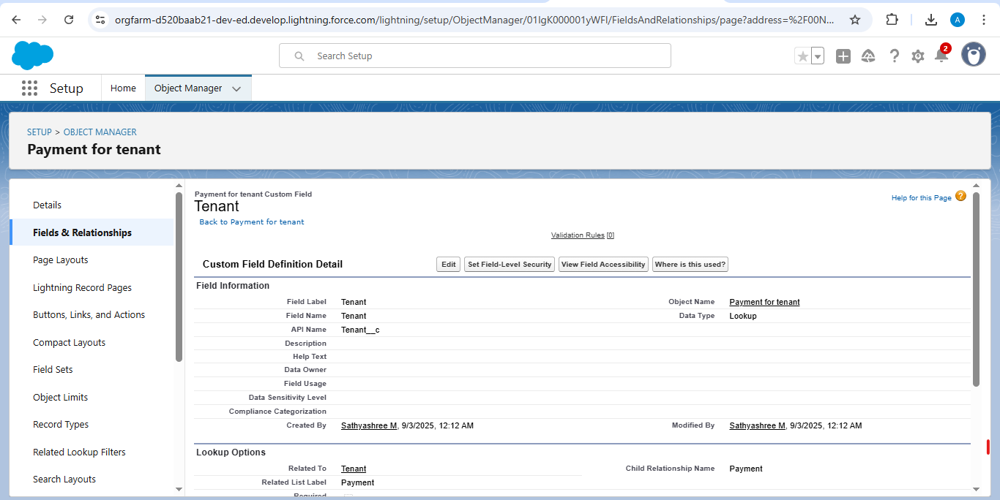 orgfarm-d520baab21-dev-ed.develop.lightning.force.com/lightning/setup/ObjectManager/01IgK000001yWFl/FieldsAndRelationships/page?address=%2F00N...
A
Search Setup
2
Setup
Home
Object Manager
SETUP > OBJECT MANAGER
Payment for tenant
Details
Fields & Relationships
Page Layouts
Lightning Record Pages
Buttons, Links, and Actions
Compact Layouts
Field Sets
Object Limits
Record Types
Related Lookup Filters
Search Layouts
Payment for tenant Custom Field
Tenant
Back to Payment for tenant
Help for this Page ?
Validation Rules [0]
Custom Field Definition Detail
Edit
Set Field-Level Security
View Field Accessibility
Where is this used?
Field Information
Field Label Tenant
Object Name Payment for tenant
Field Name Tenant
Data Type Lookup
API Name Tenant__c
Description
Help Text
Data Owner
Field Usage
Data Sensitivity Level
Compliance Categorization
Created By Sathyashree M, 9/3/2025, 12:12 AM
Modified By Sathyashree M, 9/3/2025, 12:12 AM
Lookup Options
Related To Tenant
Child Relationship Name Payment
Related List Label Payment
Required